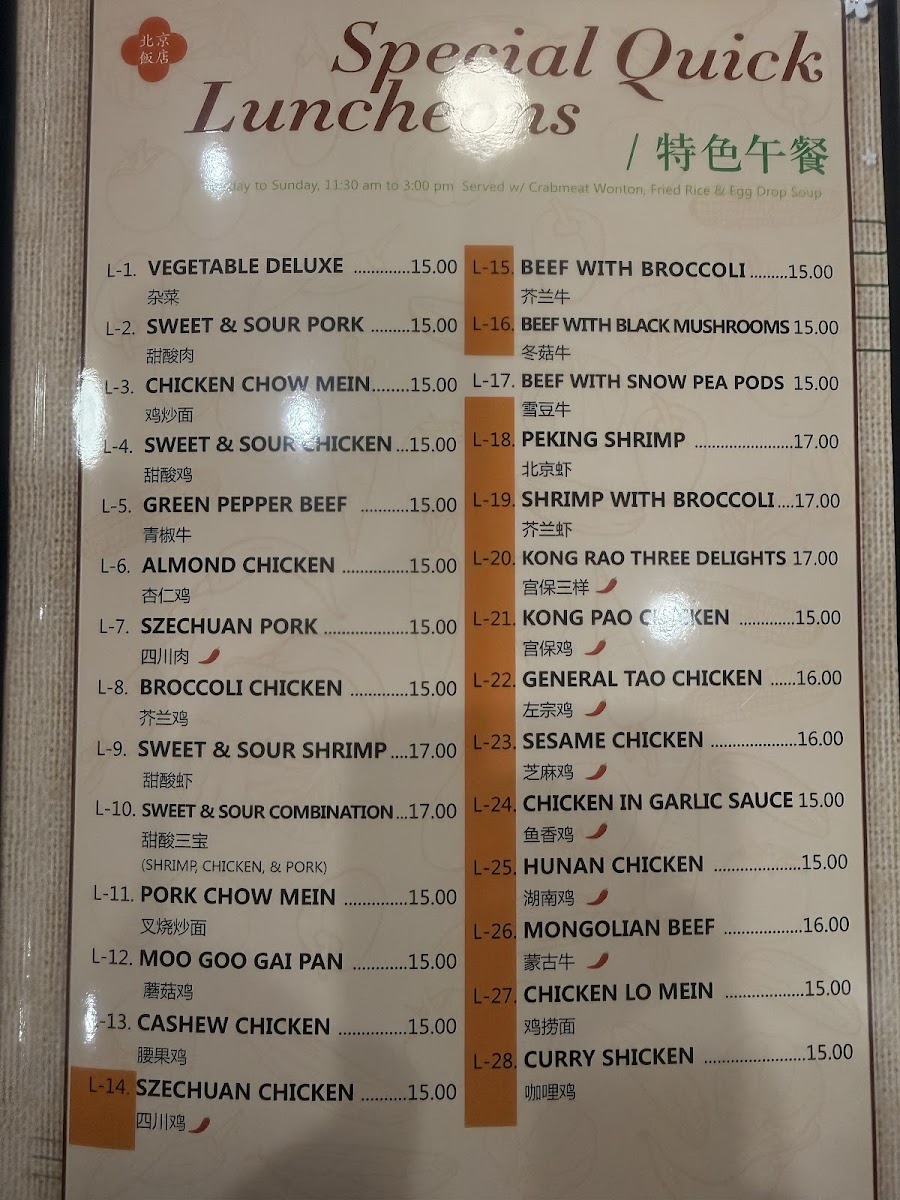 北京
飯店
Special Quick
Luncheons
/ 特色午餐
to Sunday, 11:30 am to 3:00 pm Served w/ Crabmeat Wonton, Fried Rice & Egg Drop Soup
L-1. VEGETABLE DELUXE .............15.00
杂菜
L-2. SWEET & SOUR PORK .........15.00
甜酸肉
L-3. CHICKEN CHOW MEIN........15.00
鸡炒面
L-4. SWEET & SOUR CHICKEN...15.00
甜酸鸡
L-5. GREEN PEPPER BEEF ...........15.00
青椒牛
L-6. ALMOND CHICKEN ...............15.00
杏仁鸡
L-7. SZECHUAN PORK ...................15.00
四川肉
L-8. BROCCOLI CHICKEN .............15.00
芥兰鸡
L-9. SWEET & SOUR SHRIMP....17.00
甜酸虾
L-10. SWEET & SOUR COMBINATION...17.00
甜酸三宝
(SHRIMP, CHICKEN, & PORK)
L-11. PORK CHOW MEIN ..............15.00
叉烧炒面
L-12. MOO GOO GAI PAN ............15.00
蘑菇鸡
L-13. CASHEW CHICKEN ...............15.00
腰果鸡
L-14. SZECHUAN CHICKEN ..........15.00
四川鸡
L-15. BEEF WITH BROCCOLI .........15.00
芥兰牛
L-16. BEEF WITH BLACK MUSHROOMS 15.00
冬菇牛
L-17. BEEF WITH SNOW PEA PODS 15.00
雪豆牛
L-18. PEKING SHRIMP .......................17.00
北京虾
L-19. SHRIMP WITH BROCCOLI....17.00
芥兰虾
L-20. KONG RAO THREE DELIGHTS 17.00
宫保三样
L-21. KONG PAO CHICKEN .............15.00
宫保鸡
L-22. GENERAL TAO CHICKEN ......16.00
左宗鸡
L-23. SESAME CHICKEN ....................16.00
芝麻鸡
L-24. CHICKEN IN GARLIC SAUCE 15.00
鱼香鸡
L-25. HUNAN CHICKEN ....................15.00
湖南鸡
L-26. MONGOLIAN BEEF ..................16.00
蒙古牛
L-27. CHICKEN LO MEIN ..................15.00
鸡捞面
L-28. CURRY SHICKEN .......................15.00
咖哩鸡